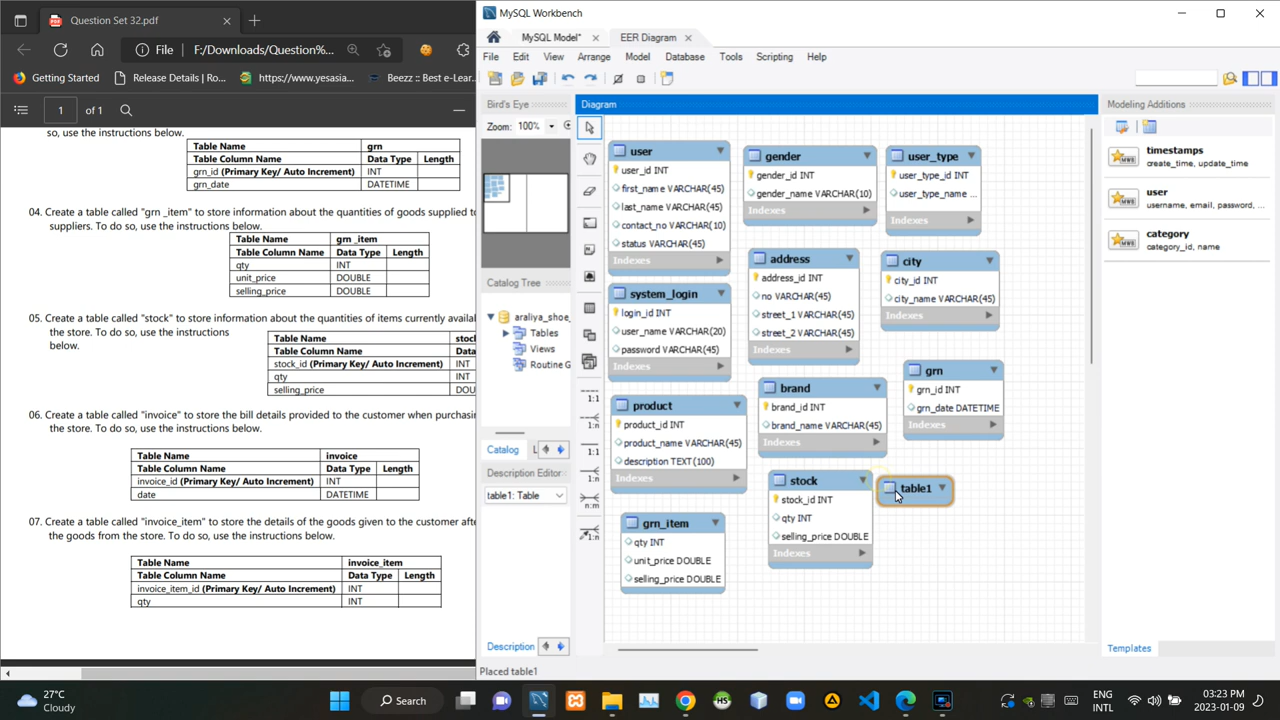 Question Set 32.pdf
File
F:/Downloads/Question%...
Getting Started
Release Details | Ro...
https://www.yesasia...
Beezz :: Best e-Lear...
1
of 1
so, use the instructions below.
Table Name grn
Table Column Name Data Type Length
grn_id (Primary Key/ Auto Increment) INT
grn_date DATETIME
04. Create a table called "grn _item" to store information about the quantities of goods supplied to
suppliers. To do so, use the instructions below.
Table Name grn _item
Table Column Name Data Type Length
qty INT
unit_price DOUBLE
selling_price DOUBLE
05. Create a table called "stock" to store information about the quantities of items currently availa
the store. To do so, use the instructions
below.
Table Name stoc
Table Column Name Data
stock_id (Primary Key/ Auto Increment) INT
qty INT
selling_price DOU
06. Create a table called "invoice" to store the bill details provided to the customer when purchasin
the store. To do so, use the instructions below.
Table Name invoice
Table Column Name Data Type Length
invoice_id (Primary Key/ Auto Increment) INT
date DATETIME
07. Create a table called "invoice_item" to store the details of the goods given to the customer afte
the goods from the store. To do so, use the instructions below.
Table Name invoice_item
Table Column Name Data Type Length
invoice_item_id (Primary Key/ Auto Increment) INT
qty INT
MySQL Workbench
MySQL Model*
EER Diagram
File Edit View Arrange Model Database Tools Scripting Help
Bird's Eye
Zoom: 100%
Catalog Tree
araliya_shoe_
Tables
Views
Routine G
Catalog L
Description Editor
table1: Table
Description
Placed table1
Diagram
1:1
1:n
1:1
1:n
n:m
1:n
user
user_id INT
first_name VARCHAR(45)
last_name VARCHAR(45)
contact_no VARCHAR(10)
status VARCHAR(45)
Indexes
gender
gender_id INT
gender_name VARCHAR(10)
Indexes
user_type
user_type_id INT
user_type_name ...
Indexes
system_login
login_id INT
user_name VARCHAR(20)
password VARCHAR(45)
Indexes
address
address_id INT
no VARCHAR(45)
street_1 VARCHAR(45)
street_2 VARCHAR(45)
Indexes
city
city_id INT
city_name VARCHAR(45)
Indexes
product
product_id INT
product_name VARCHAR(45)
description TEXT(100)
Indexes
brand
brand_id INT
brand_name VARCHAR(45)
Indexes
grn
grn_id INT
grn_date DATETIME
Indexes
grn_item
qty INT
unit_price DOUBLE
selling_price DOUBLE
stock
stock_id INT
qty INT
selling_price DOUBLE
Indexes
table1
Modeling Additions
timestamps
create_time, update_time
user
username, email, password, ...
category
category_id, name
Templates
27°C
Cloudy
Search
ENG
INTL
03:23 PM
2023-01-09